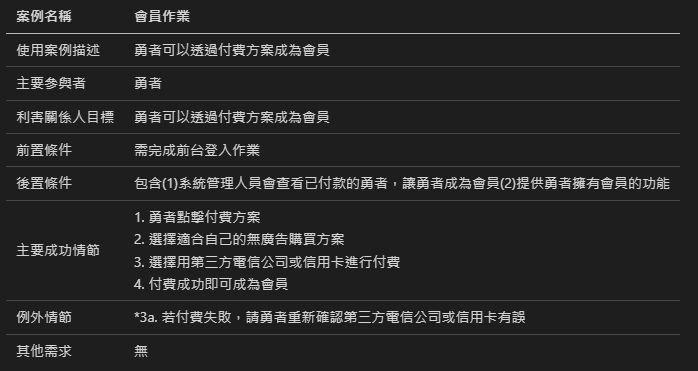 案例名稱 會員作業
使用案例描述 勇者可以透過付費方案成為會員
主要參與者 勇者
利害關係人目標 勇者可以透過付費方案成為會員
前置條件 需完成前台登入作業
後置條件 包含(1)系統管理人員會查看已付款的勇者，讓勇者成為會員(2)提供勇者擁有會員的功能
主要成功情節
1. 勇者點擊付費方案
2. 選擇適合自己的無廣告購買方案
3. 選擇用第三方電信公司或信用卡進行付費
4. 付費成功即可成為會員
例外情節 *3a. 若付費失敗，請勇者重新確認第三方電信公司或信用卡有誤
其他需求 無